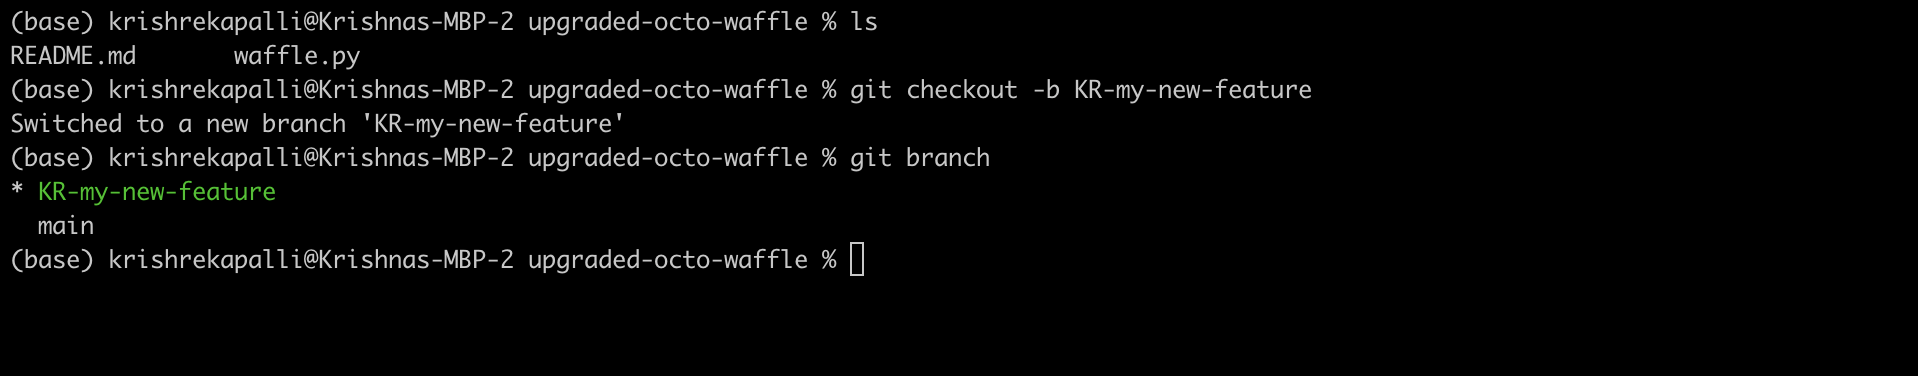 (base) krishrekapalli@Krishnas-MBP-2 upgraded-octo-waffle % ls
README.md       waffle.py
(base) krishrekapalli@Krishnas-MBP-2 upgraded-octo-waffle % git checkout -b KR-my-new-feature
Switched to a new branch 'KR-my-new-feature'
(base) krishrekapalli@Krishnas-MBP-2 upgraded-octo-waffle % git branch
* KR-my-new-feature
  main
(base) krishrekapalli@Krishnas-MBP-2 upgraded-octo-waffle %